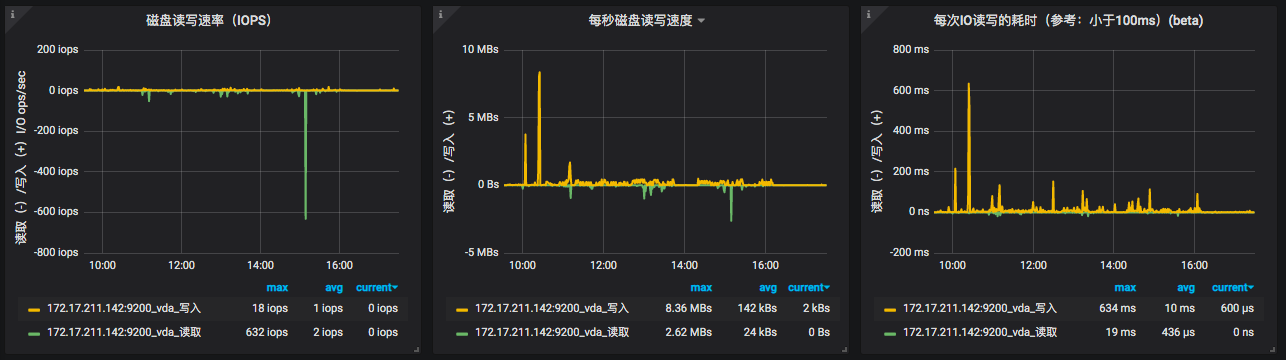 磁盘读写速率（IOPS）
读取（-）/写入（+） I/O ops/sec
200 iops
0 iops
-200 iops
-400 iops
-600 iops
-800 iops
10:00 12:00 14:00 16:00
max avg current
172.17.211.142:9200_vda_写入 18 iops 1 iops 0 iops
172.17.211.142:9200_vda_读取 632 iops 2 iops 0 iops
每秒磁盘读写速度
读取（-）/写入（+）
10 MBs
5 MBs
0 Bs
-5 MBs
10:00 12:00 14:00 16:00
max avg current
172.17.211.142:9200_vda_写入 8.36 MBs 142 kBs 2 kBs
172.17.211.142:9200_vda_读取 2.62 MBs 24 kBs 0 Bs
每次IO读写的耗时（参考：小于100ms）(beta)
读取（-）/写入（+）
800 ms
600 ms
400 ms
200 ms
0 ns
-200 ms
10:00 12:00 14:00 16:00
max avg current
172.17.211.142:9200_vda_写入 634 ms 10 ms 600 µs
172.17.211.142:9200_vda_读取 19 ms 436 µs 0 ns